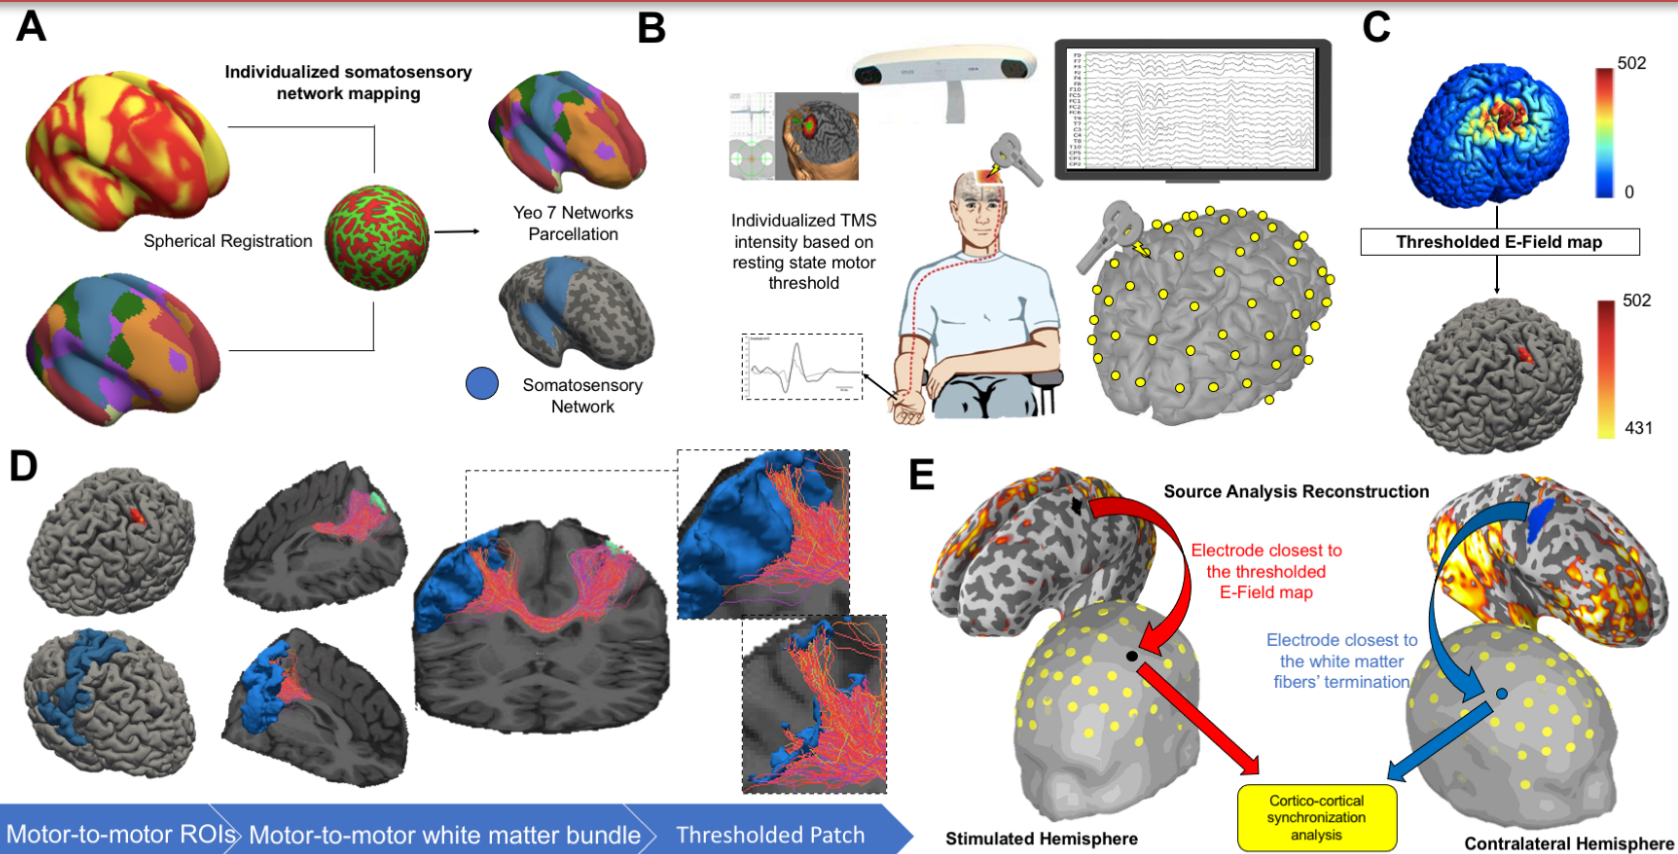 A
Individualized somatosensory
network mapping
Spherical Registration
Yeo 7 Networks
Parcellation
Somatosensory
Network
B
Individualized TMS
intensity based on
resting state motor
threshold
C
502
0
Thresholded E-Field map
502
431
D
Motor-to-motor ROIs
Motor-to-motor white matter bundle
Thresholded Patch
E
Source Analysis Reconstruction
Electrode closest to
the thresholded
E-Field map
Electrode closest to
the white matter
fibers' termination
Cortico-cortical
synchronization
analysis
Stimulated Hemisphere
Contralateral Hemisphere